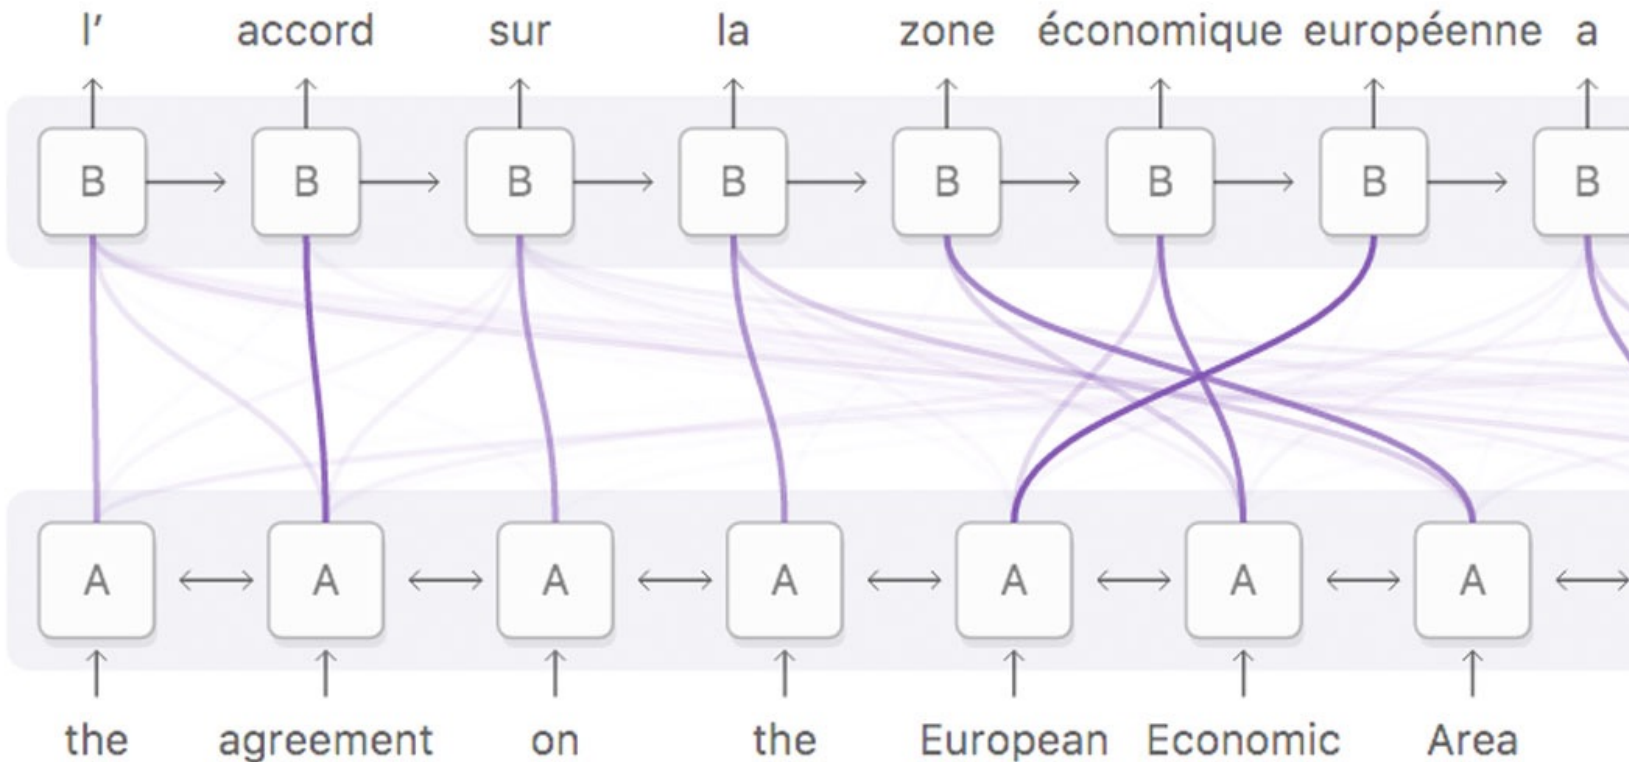 l’ accord sur la zone économique européenne a
B B B B B B B B
A A A A A A A
the agreement on the European Economic Area